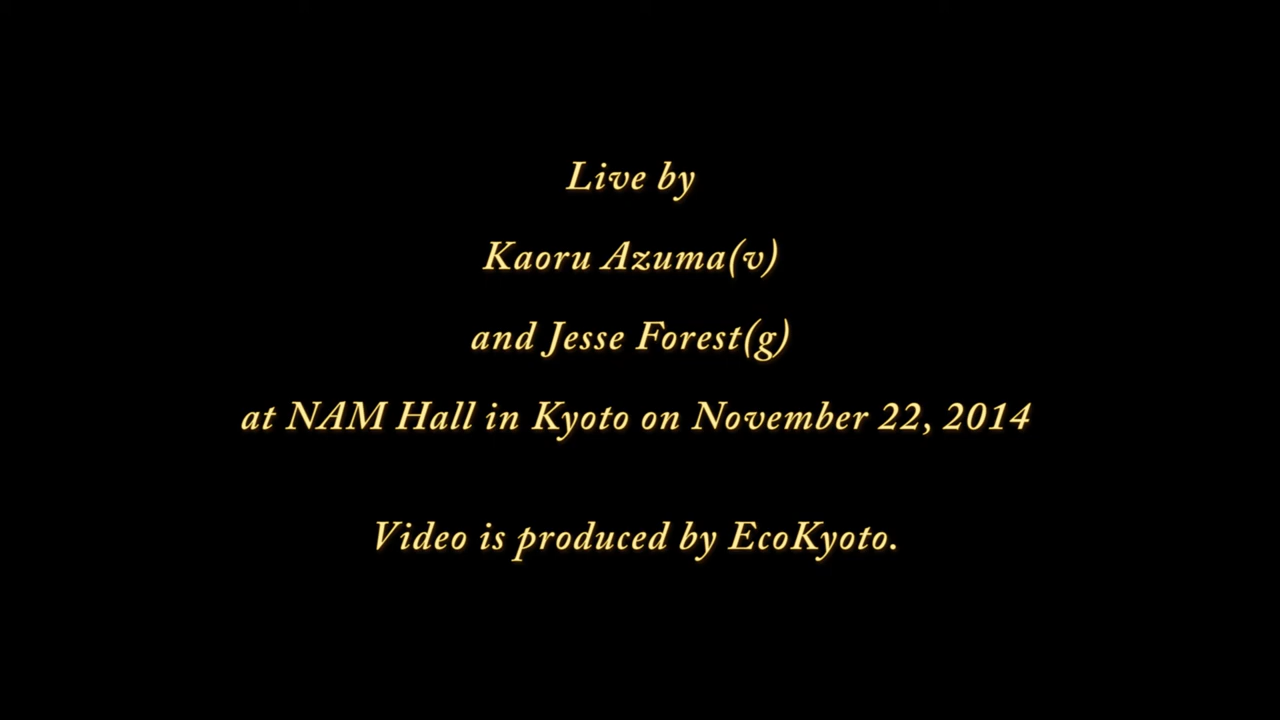 Live by
Kaoru Azuma(v)
and Jesse Forest(g)
at NAM Hall in Kyoto on November 22, 2014
Video is produced by EcoKyoto.